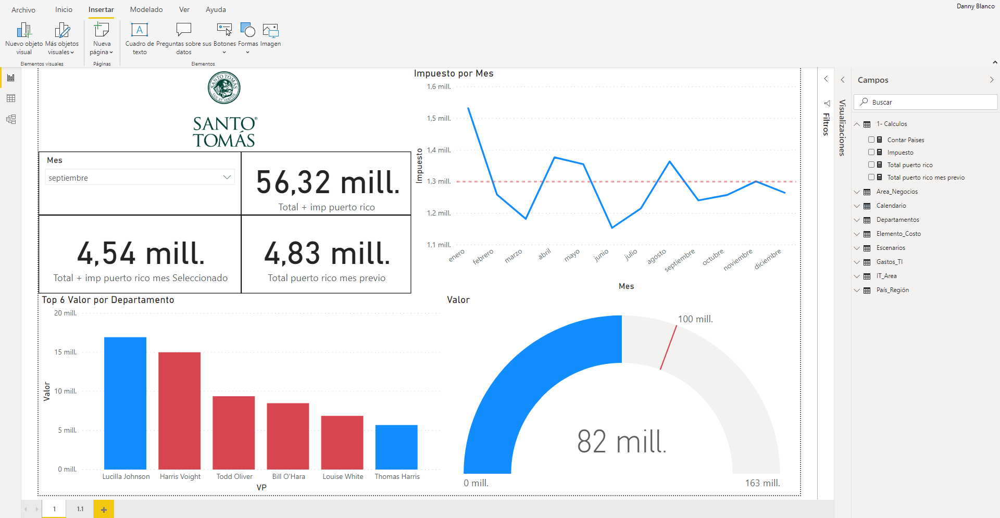 Archivo Inicio Insertar Modelado Ver Ayuda
Danny Blanco
Nuevo objeto visual
Más objetos visuales
Nueva página
Cuadro de texto
Preguntas sobre sus datos
Botones
Formas
Imagen
Elementos visuales
Páginas
Elementos
SANTO TOMÁS
LUX ET VERITAS
SANTO®
TOMÁS
Mes
septiembre
56,32 mill.
Total + imp puerto rico
4,54 mill.
Total + imp puerto rico mes Seleccionado
4,83 mill.
Total puerto rico mes previo
Impuesto por Mes
1,6 mill.
1,5 mill.
1,4 mill.
1,3 mill.
1,2 mill.
1,1 mill.
Impuesto
enero febrero marzo abril mayo junio julio agosto septiembre octubre noviembre diciembre
Mes
Top 6 Valor por Departamento
20 mill.
15 mill.
10 mill.
5 mill.
0 mill.
Valor
Lucilla Johnson Harris Voight Todd Oliver Bill O'Hara Louise White Thomas Harris
VP
Valor
100 mill.
82 mill.
0 mill.
163 mill.
Filtros
Visualizaciones
Campos
Buscar
1- Calculos
Contar Paises
Impuesto
Total puerto rico
Total puerto rico mes previo
Area_Negocios
Calendario
Departamentos
Elemento_Costo
Escenarios
Gastos_TI
IT_Area
País_Región
1 1.1 +